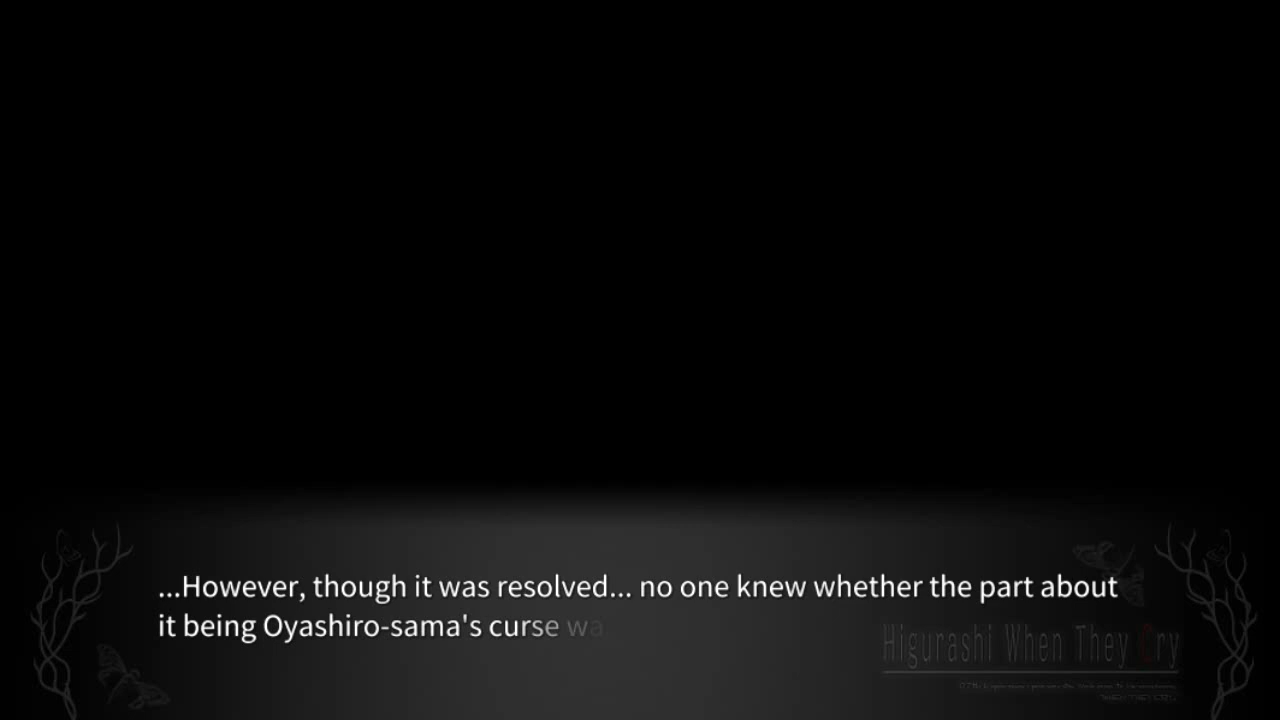 ...However, though it was resolved... no one knew whether the part about
it being Oyashiro-sama's curse wa
Higurashi When They Cry